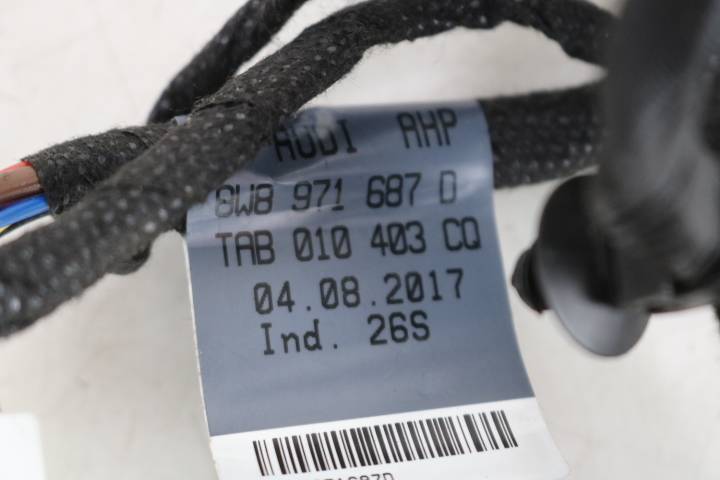 AUDI AHP
8W8 971 687 D
TAB 010 403 CQ
04.08.2017
Ind. 26S